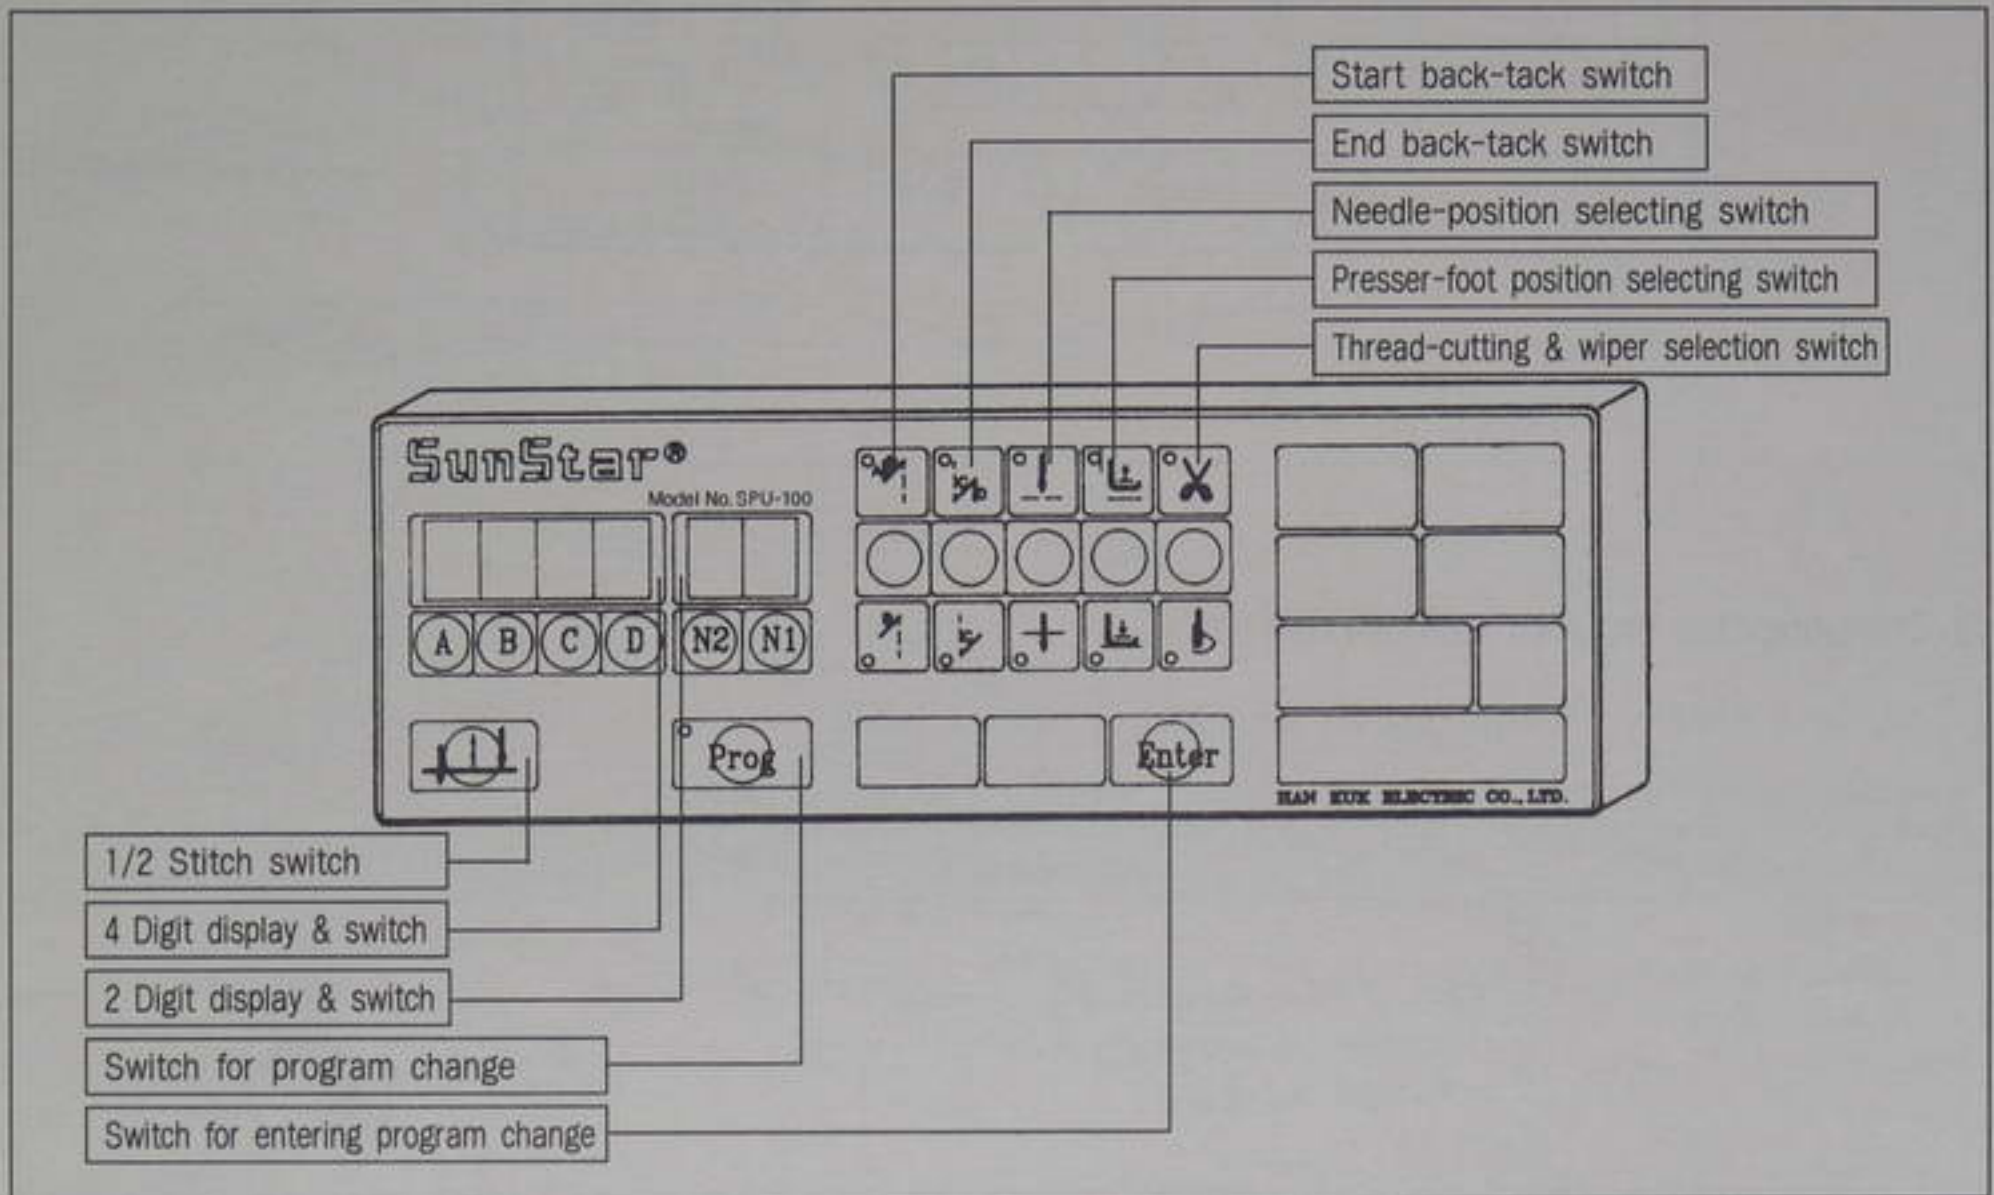 Start back-tack switch
End back-tack switch
Needle-position selecting switch
Presser-foot position selecting switch
Thread-cutting & wiper selection switch
SunStar®
Model No. SPU-100
A B C D N2 N1
Prog
Enter
HAN KUK ELECTRIC CO., LTD.
1/2 Stitch switch
4 Digit display & switch
2 Digit display & switch
Switch for program change
Switch for entering program change